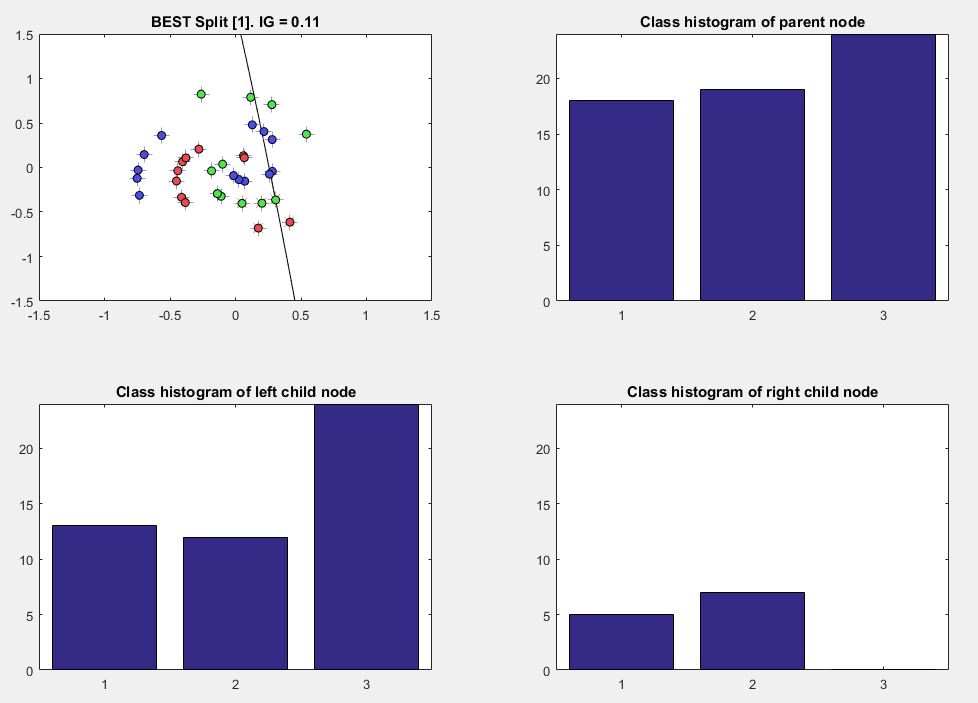 BEST Split [1]. IG = 0.11
1.5
1
0.5
0
-0.5
-1
-1.5
-1.5 -1 -0.5 0 0.5 1 1.5
Class histogram of parent node
20
15
10
5
0
1 2 3
Class histogram of left child node
20
15
10
5
0
1 2 3
Class histogram of right child node
20
15
10
5
0
1 2 3